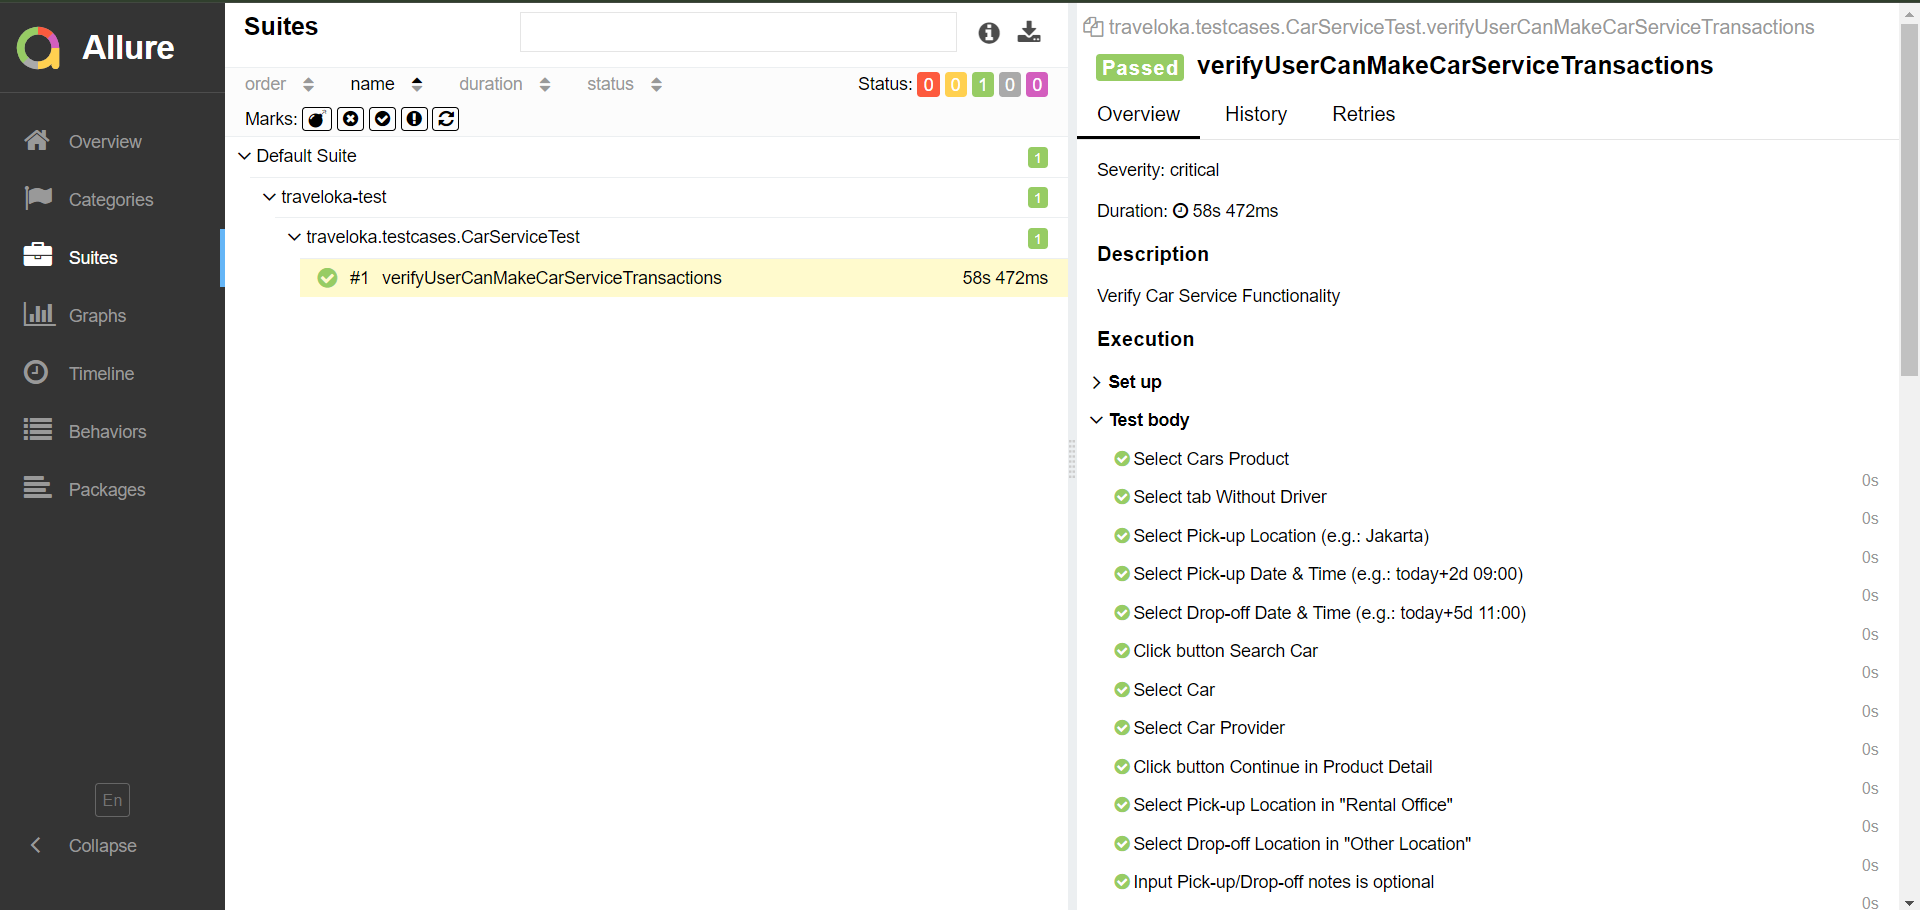 Allure
Overview
Categories
Suites
Graphs
Timeline
Behaviors
Packages
En
Collapse
Suites
order name duration status Status: 0 0 1 0 0
Marks:
Default Suite 1
traveloka-test 1
traveloka.testcases.CarServiceTest 1
#1 verifyUserCanMakeCarServiceTransactions 58s 472ms
traveloka.testcases.CarServiceTest.verifyUserCanMakeCarServiceTransactions
Passed verifyUserCanMakeCarServiceTransactions
Overview History Retries
Severity: critical
Duration: 58s 472ms
Description
Verify Car Service Functionality
Execution
Set up
Test body
Select Cars Product
0s
Select tab Without Driver
0s
Select Pick-up Location (e.g.: Jakarta)
0s
Select Pick-up Date & Time (e.g.: today+2d 09:00)
0s
Select Drop-off Date & Time (e.g.: today+5d 11:00)
0s
Click button Search Car
0s
Select Car
0s
Select Car Provider
0s
Click button Continue in Product Detail
0s
Select Pick-up Location in "Rental Office"
0s
Select Drop-off Location in "Other Location"
0s
Input Pick-up/Drop-off notes is optional
0s